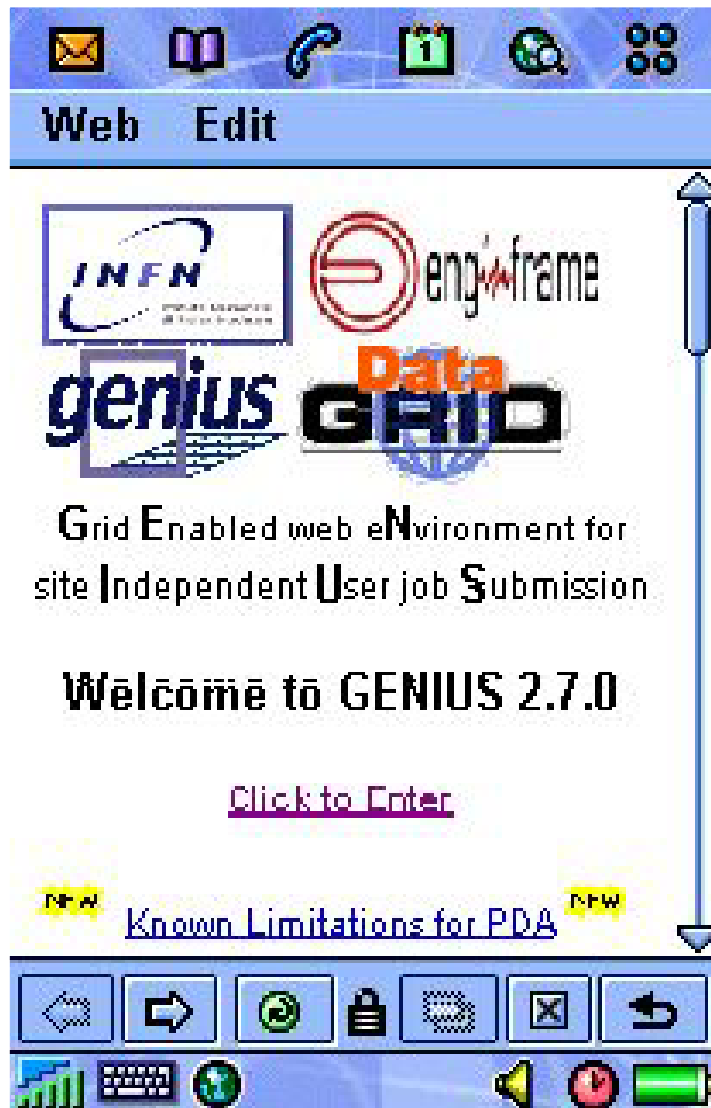 1
Web Edit
INFN
enginframe
genius
Data
GRID
Grid Enabled web eNvironment for
site Independent User job Submission
Welcome to GENIUS 2.7.0
Click to Enter
NEW Known Limitations for PDA NEW